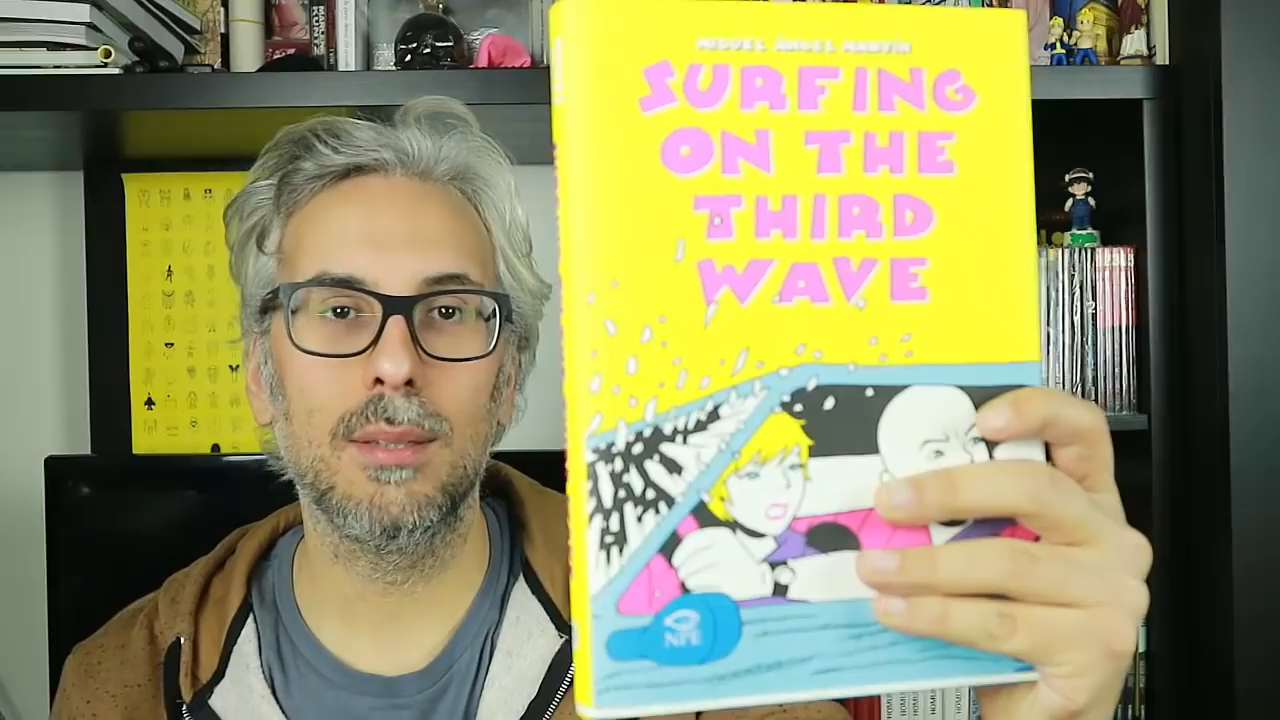 MIGUEL ÁNGEL MARTÍN
SURFING
ON THE
THIRD
WAVE
NPE